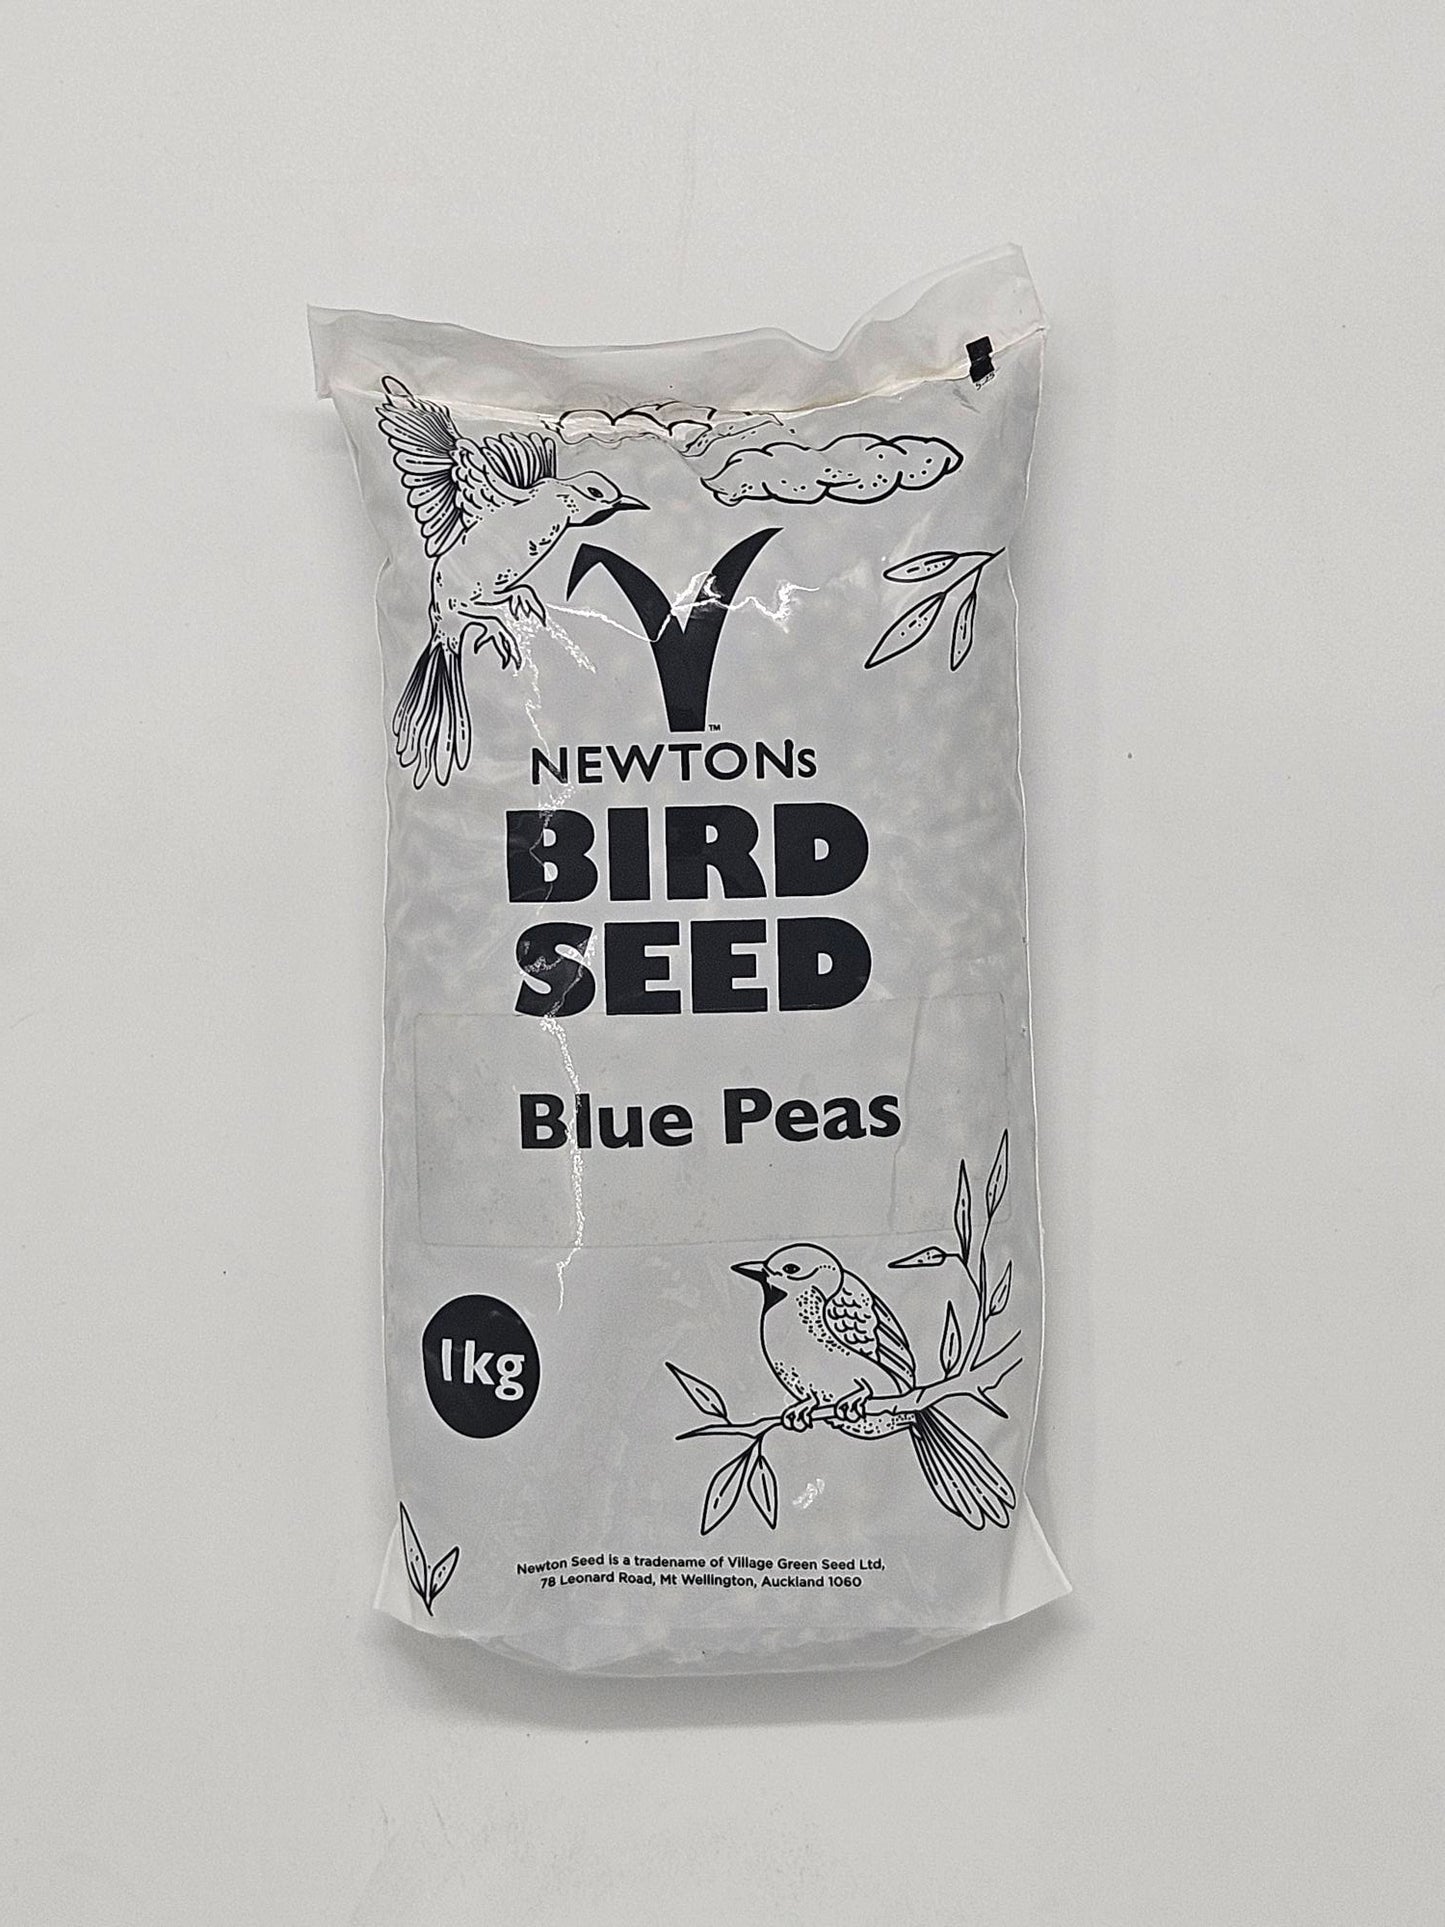 ™
NEWTONs
BIRD
SEED
Blue Peas
1kg
Newton Seed is a tradename of Village Green Seed Ltd,
78 Leonard Road, Mt Wellington, Auckland 1060